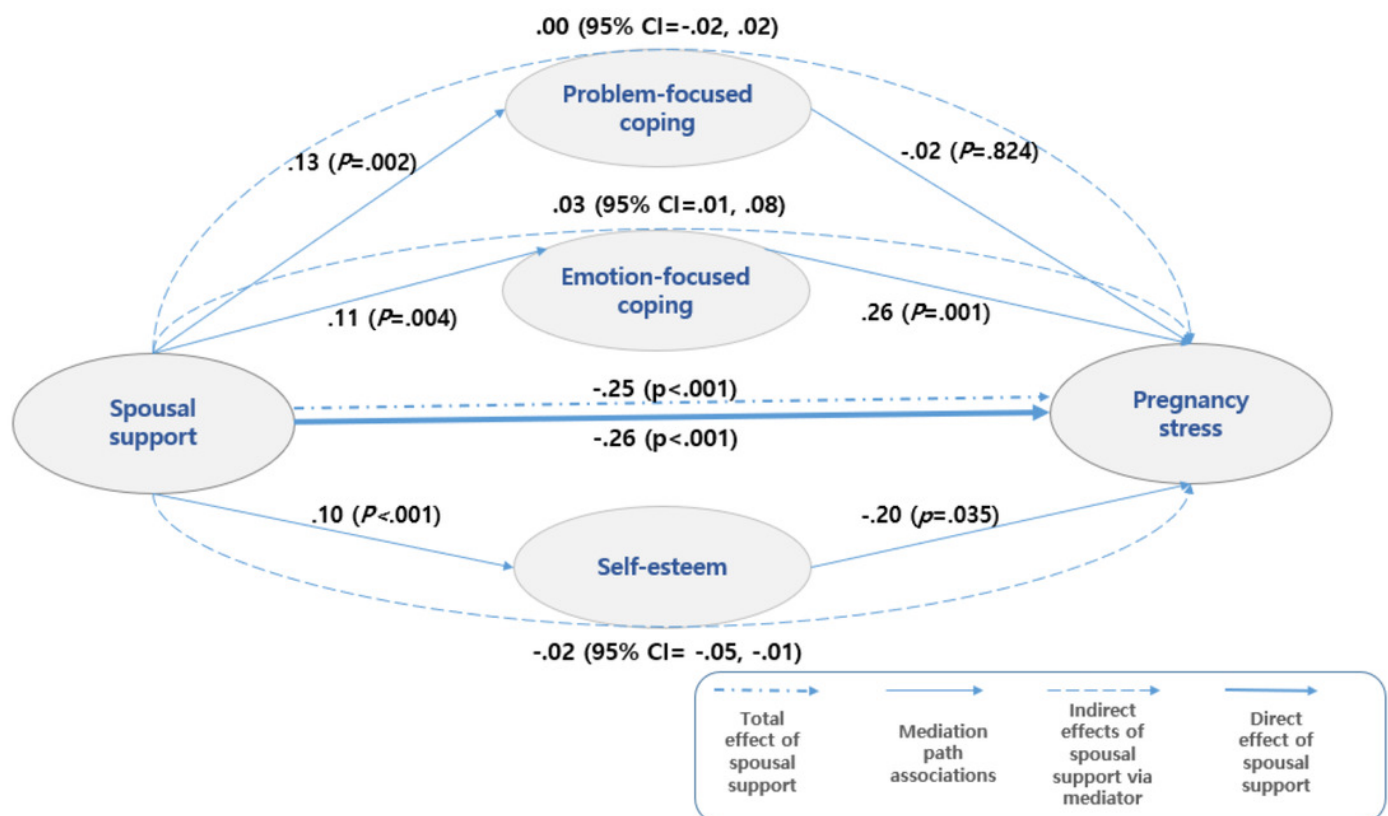 .00 (95% CI=-.02, .02)
Problem-focused
coping
.13 (P=.002)
-.02 (P=.824)
.03 (95% CI=.01, .08)
Emotion-focused
coping
.11 (P=.004)
.26 (P=.001)
Spousal
support
-.25 (p<.001)
-.26 (p<.001)
Pregnancy
stress
.10 (P<.001)
-.20 (p=.035)
Self-esteem
-.02 (95% CI= -.05, -.01)
Total
effect of
spousal
support
Mediation
path
associations
Indirect
effects of
spousal
support via
mediator
Direct
effect of
spousal
support